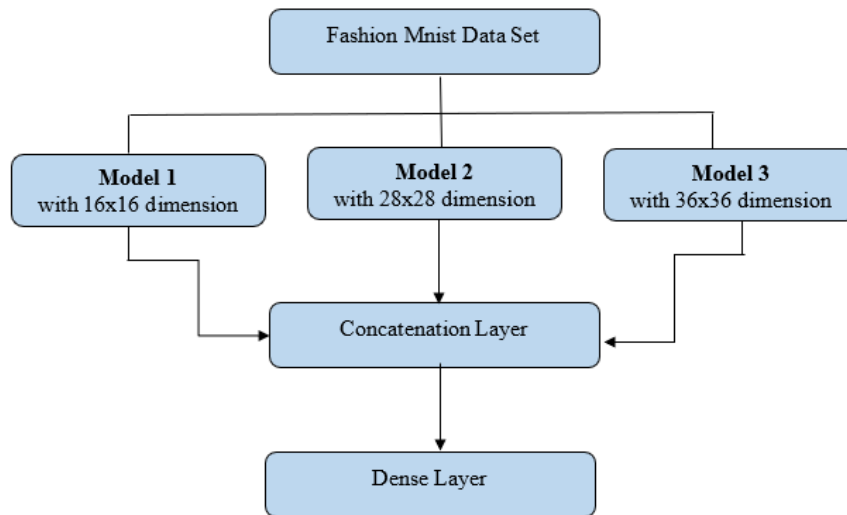 Fashion Mnist Data Set
Model 1
with 16x16 dimension
Model 2
with 28x28 dimension
Model 3
with 36x36 dimension
Concatenation Layer
Dense Layer